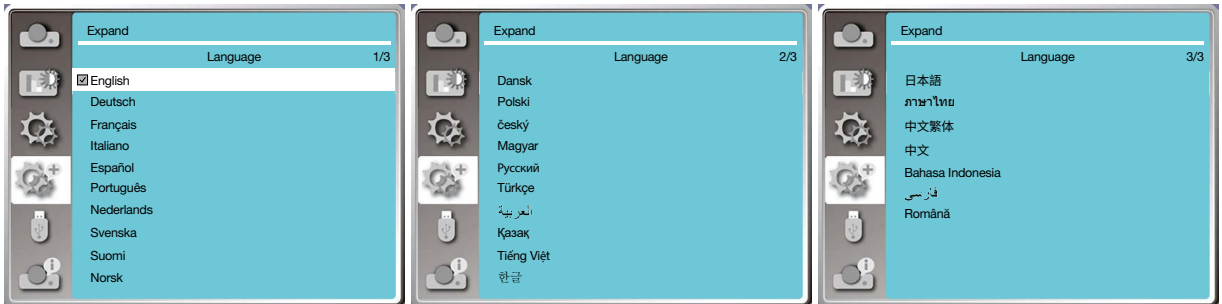 Expand
Language 1/3
English
Deutsch
Français
Italiano
Español
Português
Nederlands
Svenska
Suomi
Norsk
Expand
Language 2/3
Dansk
Polski
český
Magyar
Русский
Türkçe
العربية
Қазақ
Tiếng Việt
한글
Expand
Language 3/3
日本語
ภาษาไทย
中文繁体
中文
Bahasa Indonesia
فارسی
Română